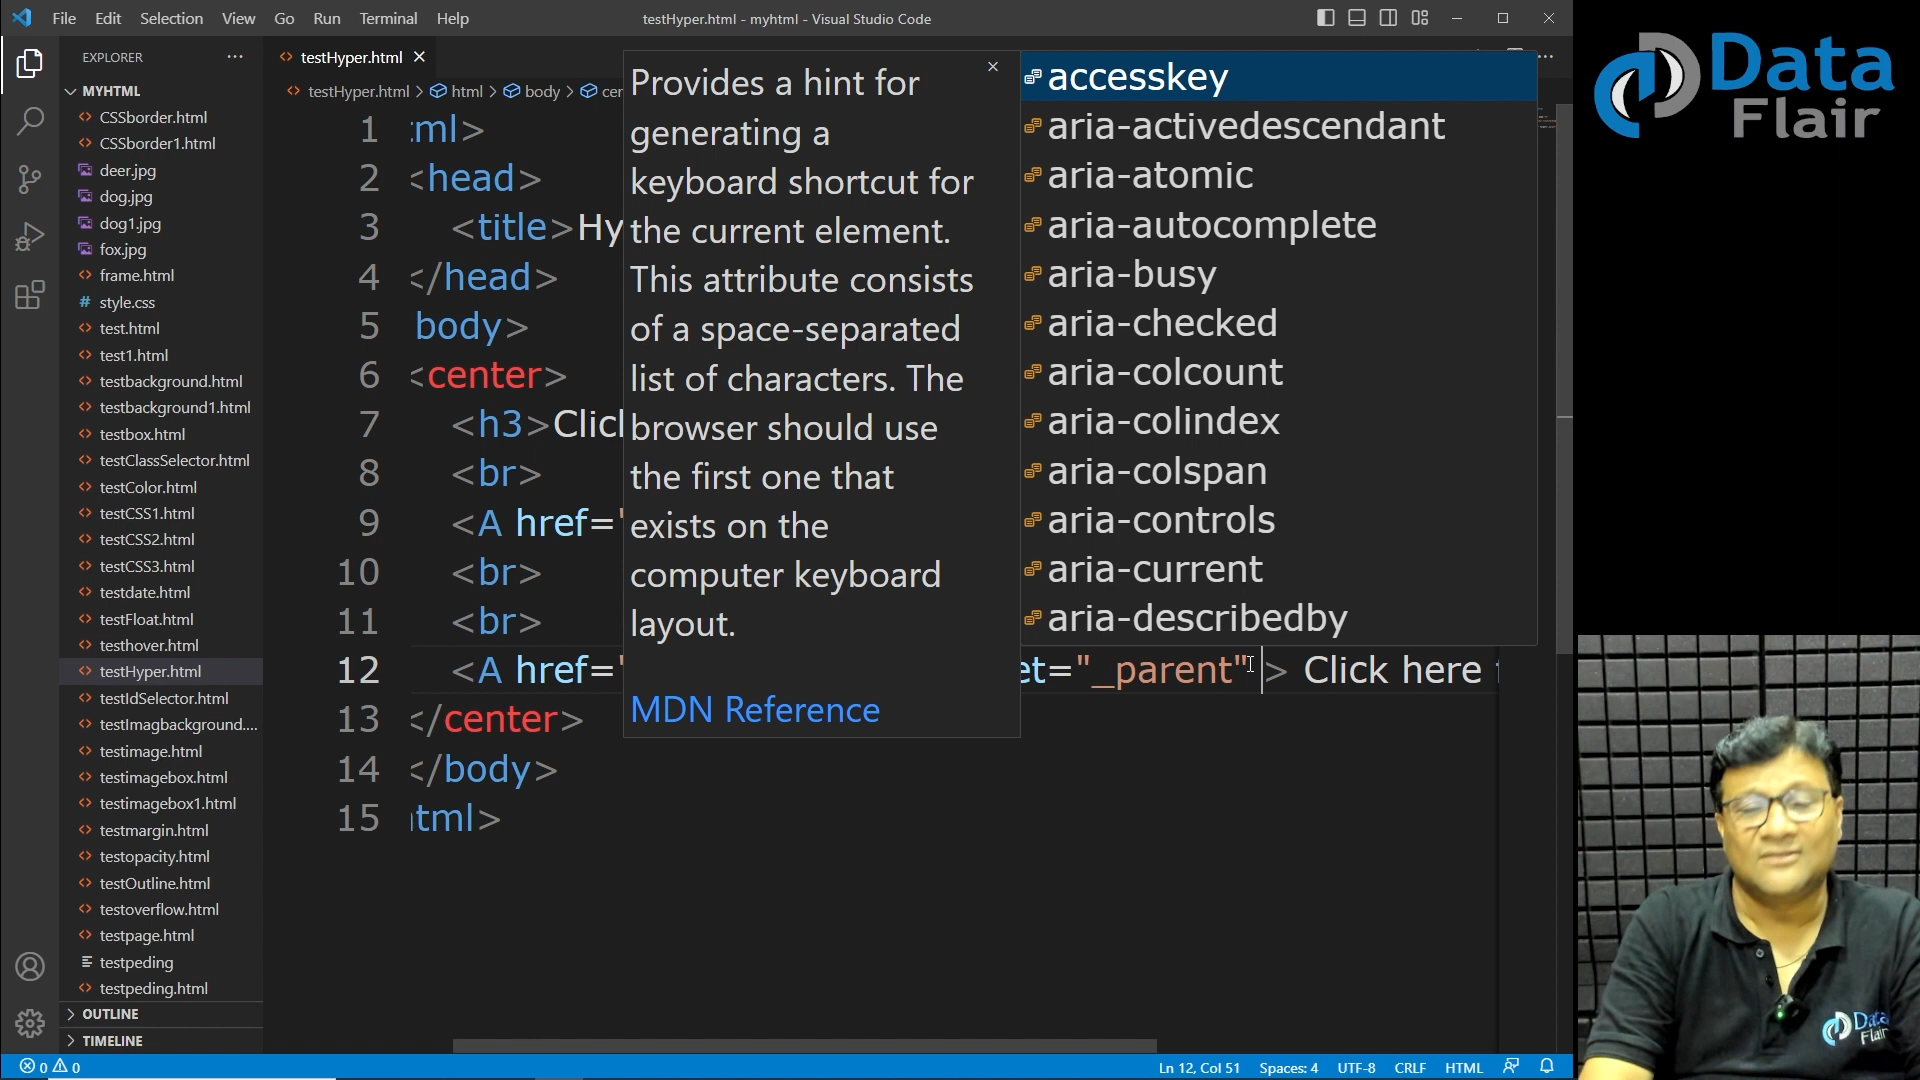 File Edit Selection View Go Run Terminal Help
testHyper.html - myhtml - Visual Studio Code
EXPLORER
MYHTML
CSSborder.html
CSSborder1.html
deer.jpg
dog.jpg
dog1.jpg
fox.jpg
frame.html
# style.css
test.html
test1.html
testbackground.html
testbackground1.html
testbox.html
testClassSelector.html
testColor.html
testCSS1.html
testCSS2.html
testCSS3.html
testdate.html
testFloat.html
testhover.html
testHyper.html
testIdSelector.html
testImagbackground....
testimage.html
testimagebox.html
testimagebox1.html
testmargin.html
testopacity.html
testOutline.html
testoverflow.html
testpage.html
testpeding
testpeding.html
OUTLINE
TIMELINE
testHyper.html
testHyper.html > html > body > cer
1 ml>
2 <head>
3 <title>Hy
4 </head>
5 body>
6 <center>
7 <h3>Clicl
8 <br>
9 <A href="
10 <br>
11 <br>
12 <A href="
et="_parent" > Click here
13 </center>
14 </body>
15 tml>
Provides a hint for
generating a
keyboard shortcut for
the current element.
This attribute consists
of a space-separated
list of characters. The
browser should use
the first one that
exists on the
computer keyboard
layout.
MDN Reference
accesskey
aria-activedescendant
aria-atomic
aria-autocomplete
aria-busy
aria-checked
aria-colcount
aria-colindex
aria-colspan
aria-controls
aria-current
aria-describedby
0 0
Ln 12, Col 51 Spaces: 4 UTF-8 CRLF HTML
Data
Flair
Data
Flair